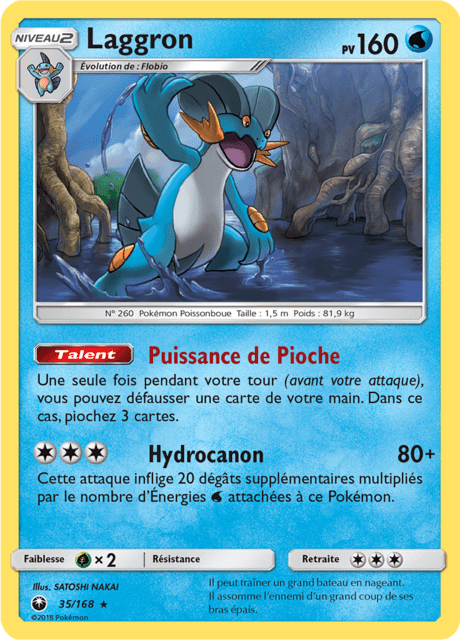 NIVEAU2
Laggron
PV160
Évolution de : Flobio
N° 260 Pokémon Poissonboue Taille : 1,5 m Poids : 81,9 kg
Talent Puissance de Pioche
Une seule fois pendant votre tour (avant votre attaque),
vous pouvez défausser une carte de votre main. Dans ce
cas, piochez 3 cartes.
Hydrocanon 80+
Cette attaque inflige 20 dégâts supplémentaires multipliés
par le nombre d'Énergies attachées à ce Pokémon.
Faiblesse ×2 Résistance Retraite
Illus. SATOSHI NAKAI
35/168 ★
©2018 Pokémon
Il peut traîner un grand bateau en nageant.
Il assomme l'ennemi d'un grand coup de ses
bras épais.